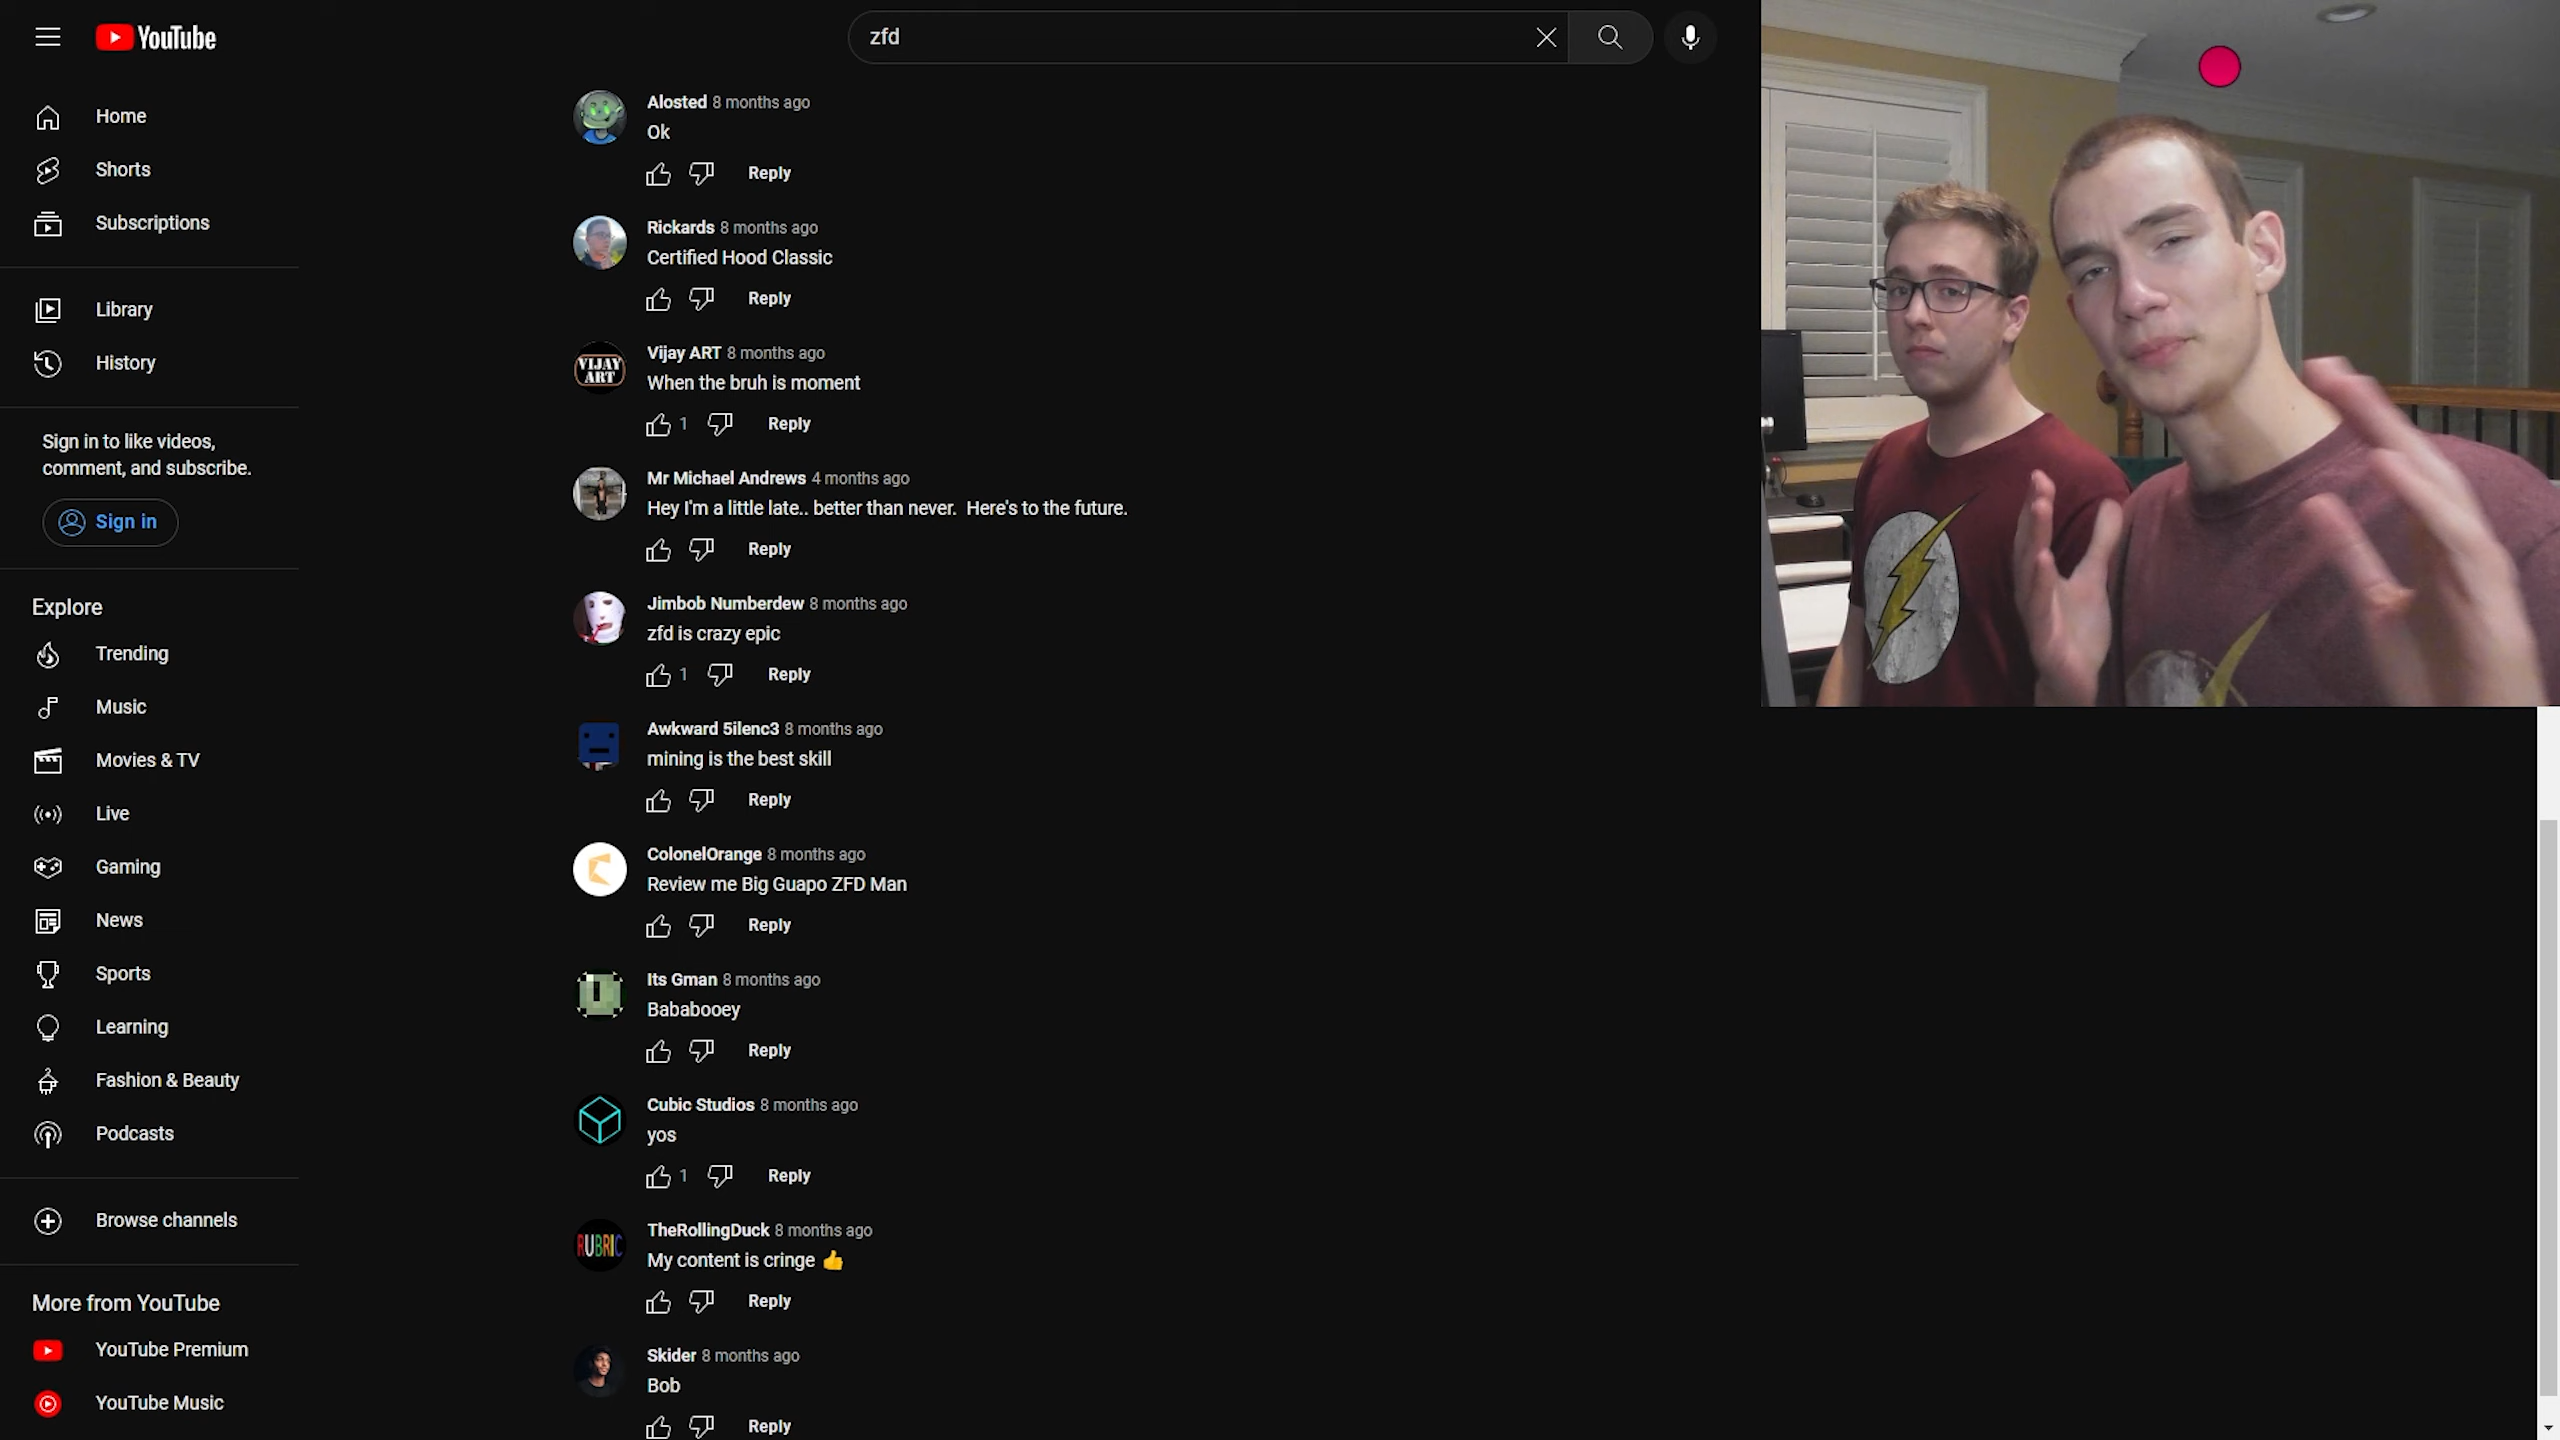 YouTube
zfd
Home
Shorts
Subscriptions
Library
History
Sign in to like videos,
comment, and subscribe.
Sign in
Explore
Trending
Music
Movies & TV
Live
Gaming
News
Sports
Learning
Fashion & Beauty
Podcasts
Browse channels
More from YouTube
YouTube Premium
YouTube Music
Alosted 8 months ago
Ok
Reply
Rickards 8 months ago
Certified Hood Classic
Reply
VIJAY
ART
Vijay ART 8 months ago
When the bruh is moment
1 Reply
Mr Michael Andrews 4 months ago
Hey I'm a little late.. better than never. Here's to the future.
Reply
Jimbob Numberdew 8 months ago
zfd is crazy epic
1 Reply
Awkward 5ilenc3 8 months ago
mining is the best skill
Reply
ColonelOrange 8 months ago
Review me Big Guapo ZFD Man
Reply
Its Gman 8 months ago
Bababooey
Reply
Cubic Studios 8 months ago
yos
1 Reply
RUBRIC
TheRollingDuck 8 months ago
My content is cringe 👍
Reply
Skider 8 months ago
Bob
Reply